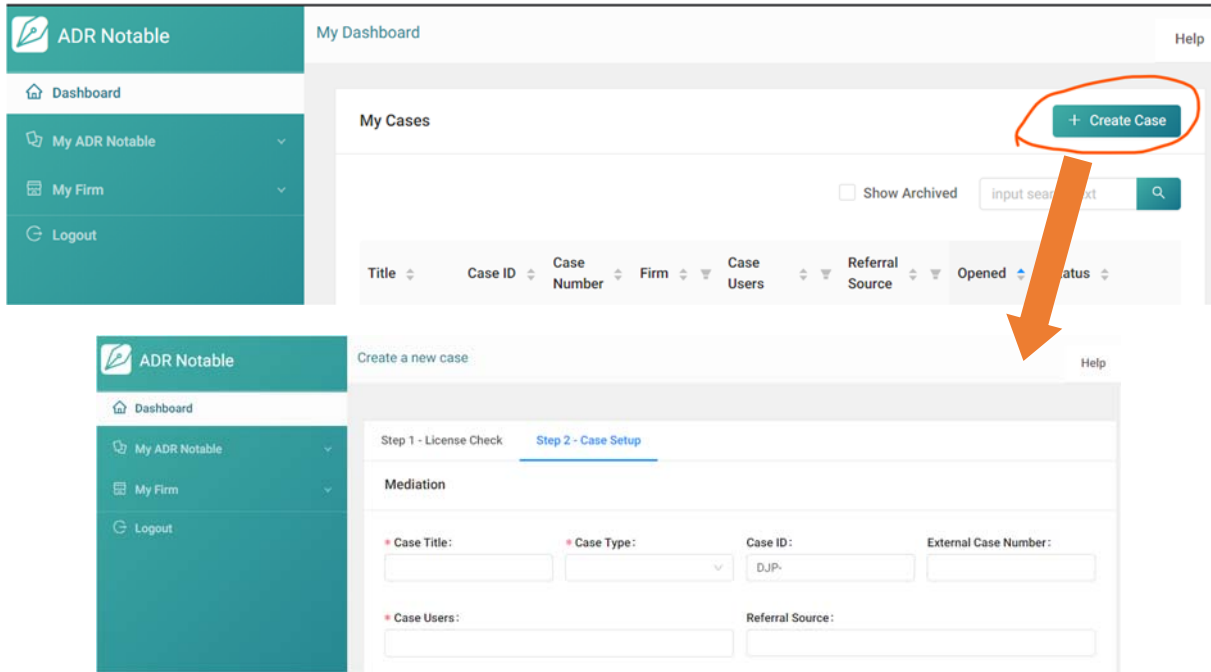 ADR Notable
My Dashboard
Help
Dashboard
My Cases
+ Create Case
My ADR Notable
My Firm
Show Archived
Logout
Title
Case ID
Case
Number
Firm
Case
Users
Referral
Source
Opened
ADR Notable
Create a new case
Help
Dashboard
Step 1 - License Check
Step 2 - Case Setup
My ADR Notable
Mediation
My Firm
Logout
* Case Title:
* Case Type:
Case ID:
External Case Number:
DJP-
* Case Users:
Referral Source: